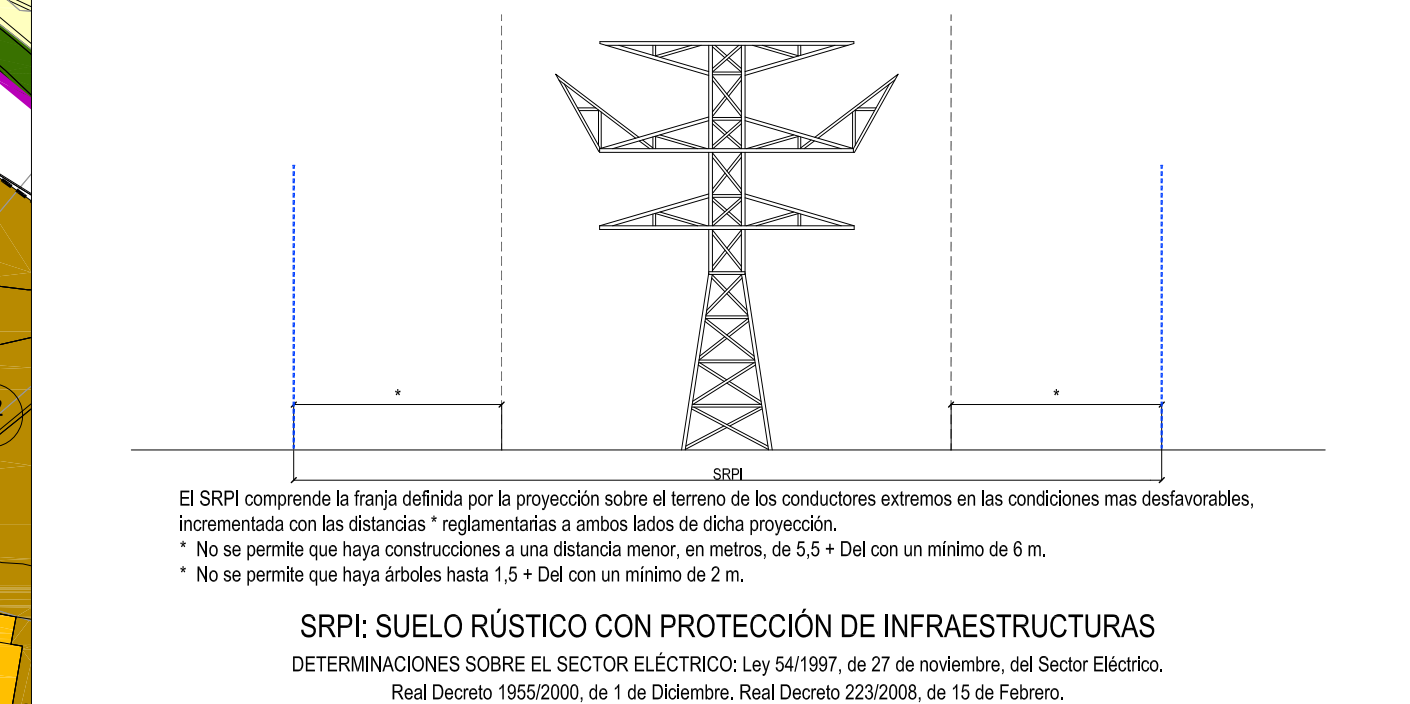 *
*
SRPI
El SRPI comprende la franja definida por la proyección sobre el terreno de los conductores extremos en las condiciones mas desfavorables,
incrementada con las distancias * reglamentarias a ambos lados de dicha proyección.
* No se permite que haya construcciones a una distancia menor, en metros, de 5,5 + Del con un mínimo de 6 m.
* No se permite que haya árboles hasta 1,5 + Del con un mínimo de 2 m.
SRPI: SUELO RÚSTICO CON PROTECCIÓN DE INFRAESTRUCTURAS
DETERMINACIONES SOBRE EL SECTOR ELÉCTRICO: Ley 54/1997, de 27 de noviembre, del Sector Eléctrico.
Real Decreto 1955/2000, de 1 de Diciembre. Real Decreto 223/2008, de 15 de Febrero.